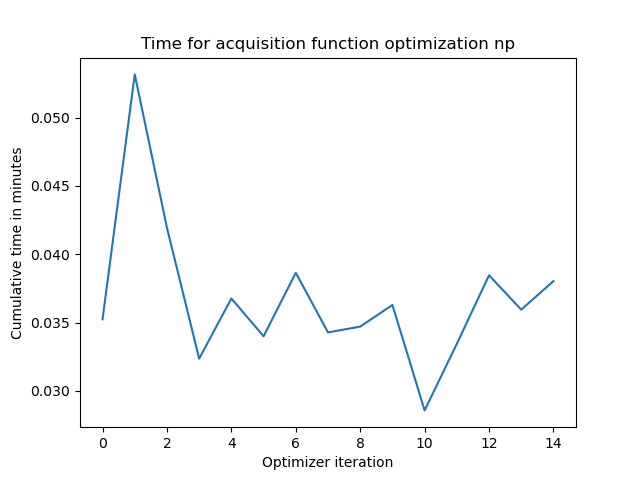 Time for acquisition function optimization np
Cumulative time in minutes
0.050
0.045
0.040
0.035
0.030
0 2 4 6 8 10 12 14
Optimizer iteration